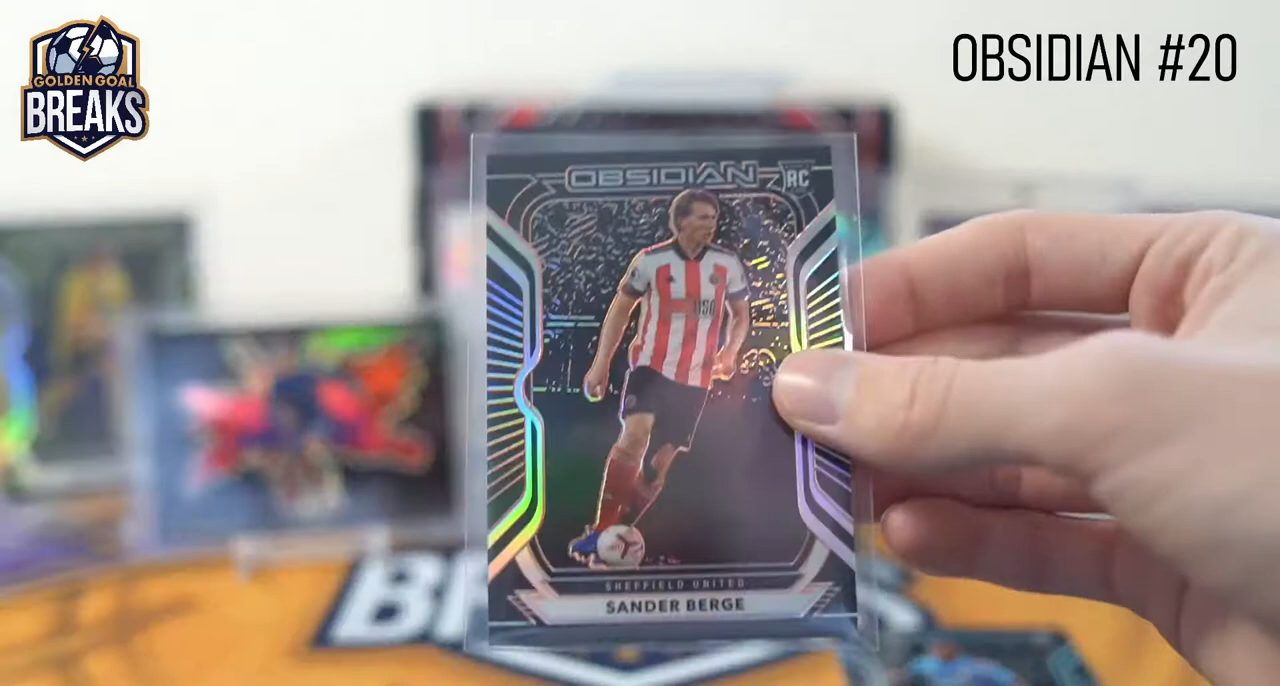 GOLDEN GOAL
BREAKS
OBSIDIAN #20
OBSIDIAN RC
SHEFFIELD UNITED
SANDER BERGE